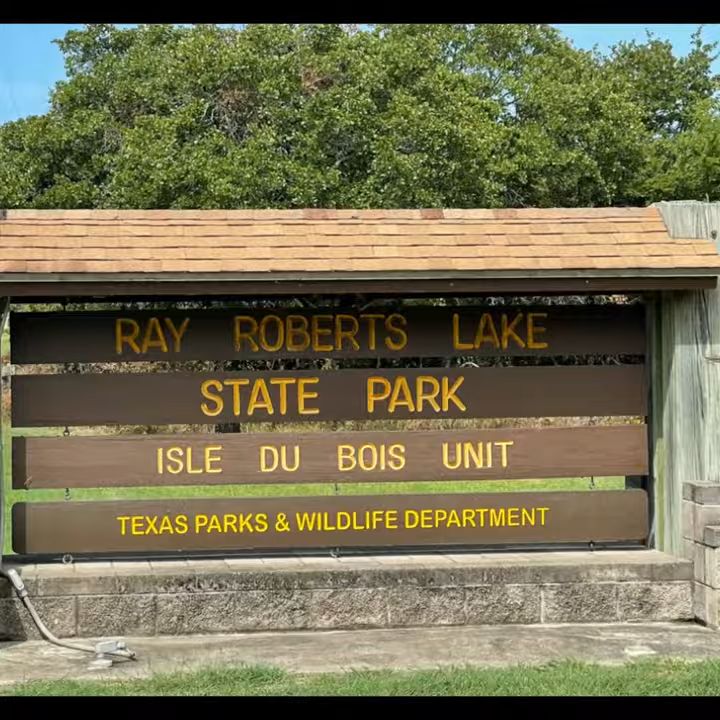 RAY ROBERTS LAKE
STATE PARK
ISLE DU BOIS UNIT
TEXAS PARKS & WILDLIFE DEPARTMENT